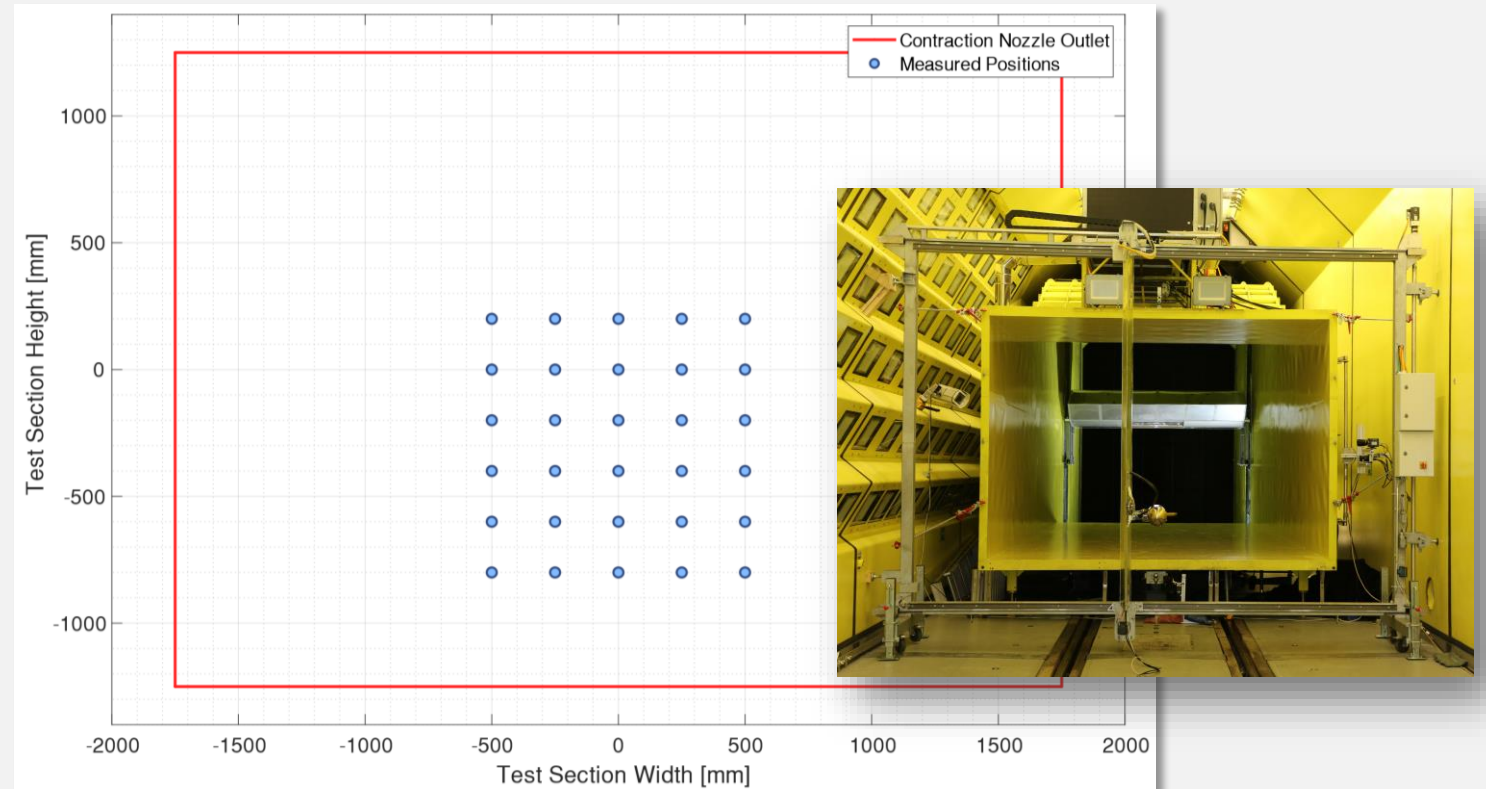 Contraction Nozzle Outlet
Measured Positions
1000
500
0
-500
-1000
Test Section Height [mm]
-2000 -1500 -1000 -500 0 500 1000 1500 2000
Test Section Width [mm]